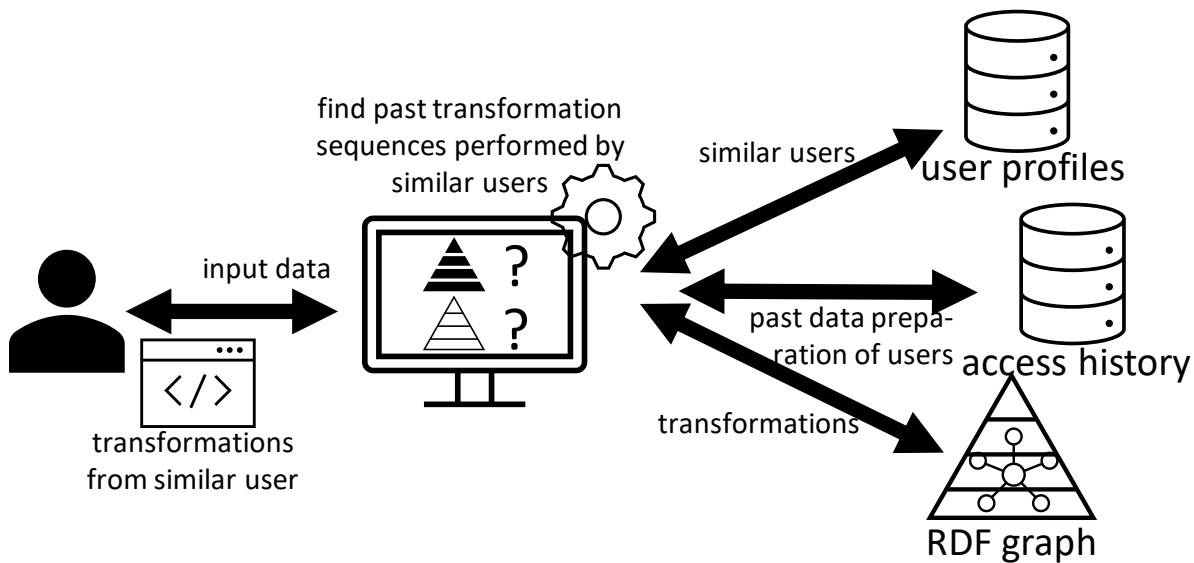 find past transformation
sequences performed by
similar users
input data
?
?
</>
transformations
from similar user
similar users
user profiles
past data prepa-
ration of users
access history
transformations
RDF graph